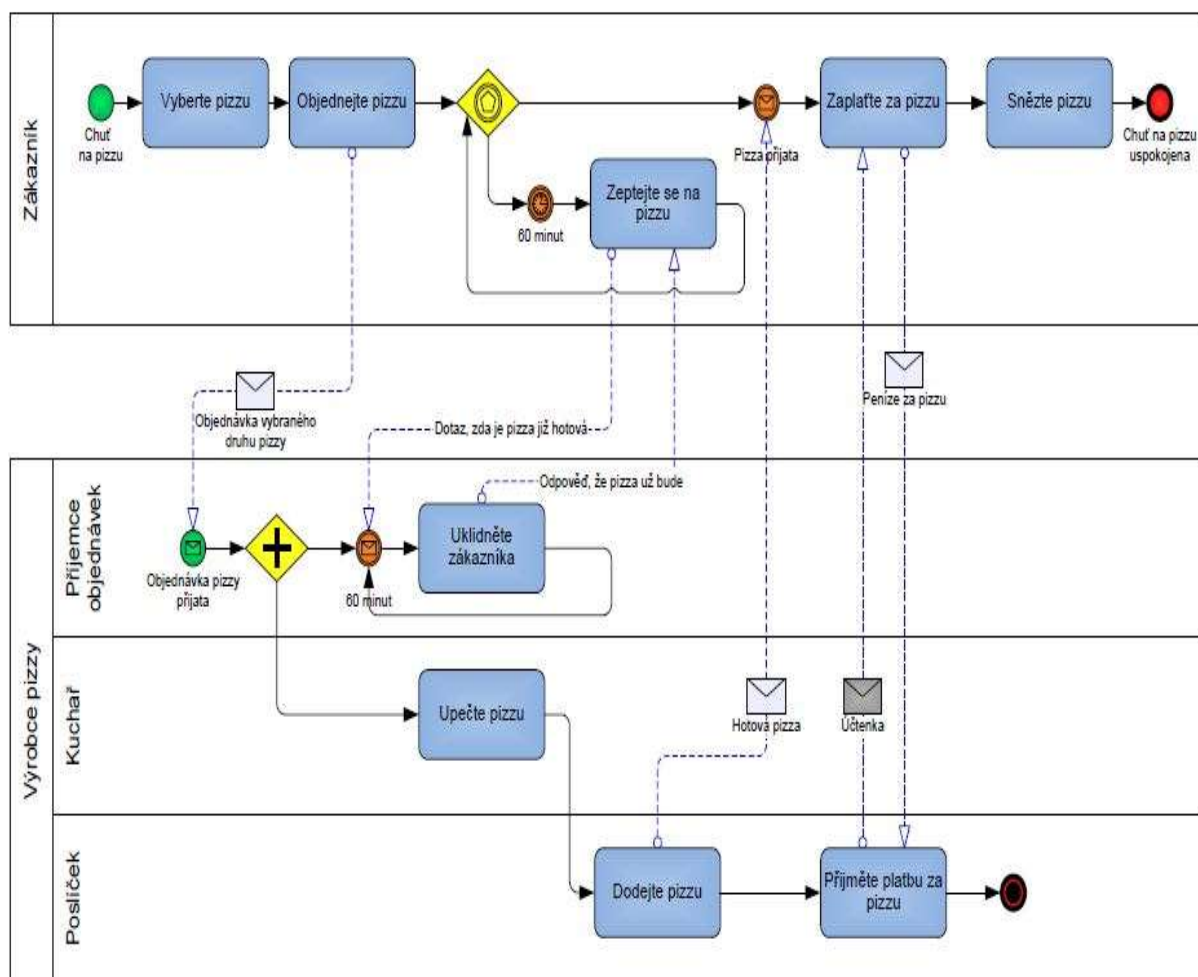 Zákazník
Chuť
na pizzu
Vyberte pizzu
Objednejte pizzu
60 minut
Zeptejte se na
pizzu
Pizza přijata
Zaplaťte za pizzu
Snězte pizzu
Chuť na pizzu
uspokojena
Objednávka vybraného
druhu pizzy
Dotaz, zda je pizza již hotová
Odpověď, že pizza už bude
Peníze za pizzu
Výrobce pizzy
Příjemce
objednávek
Objednávka pizzy
přijata
60 minut
Uklidněte
zákazníka
Kuchař
Upečte pizzu
Hotová pizza
Účtenka
Poslíček
Dodejte pizzu
Přijměte platbu za
pizzu